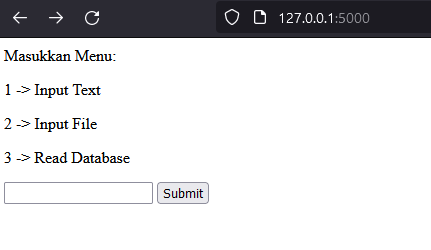 127.0.0.1:5000
Masukkan Menu:
1 -> Input Text
2 -> Input File
3 -> Read Database
Submit